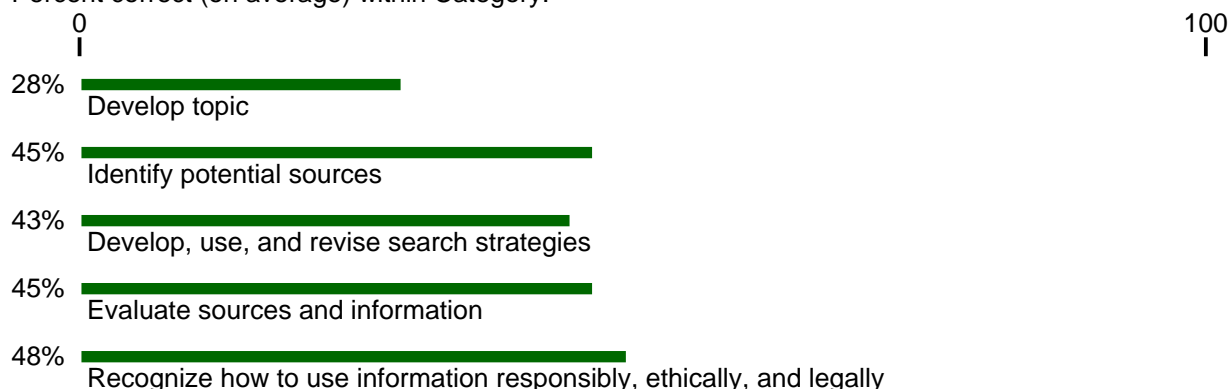 Percent correct (on average) within Category:
0 100
28%
Develop topic
45%
Identify potential sources
43%
Develop, use, and revise search strategies
45%
Evaluate sources and information
48%
Recognize how to use information responsibly, ethically, and legally